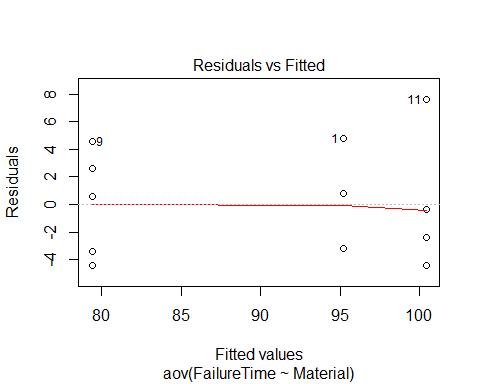 Residuals vs Fitted
Residuals
8
6
4
2
0
-2
-4
9
1
11
80 85 90 95 100
Fitted values
aov(FailureTime ~ Material)